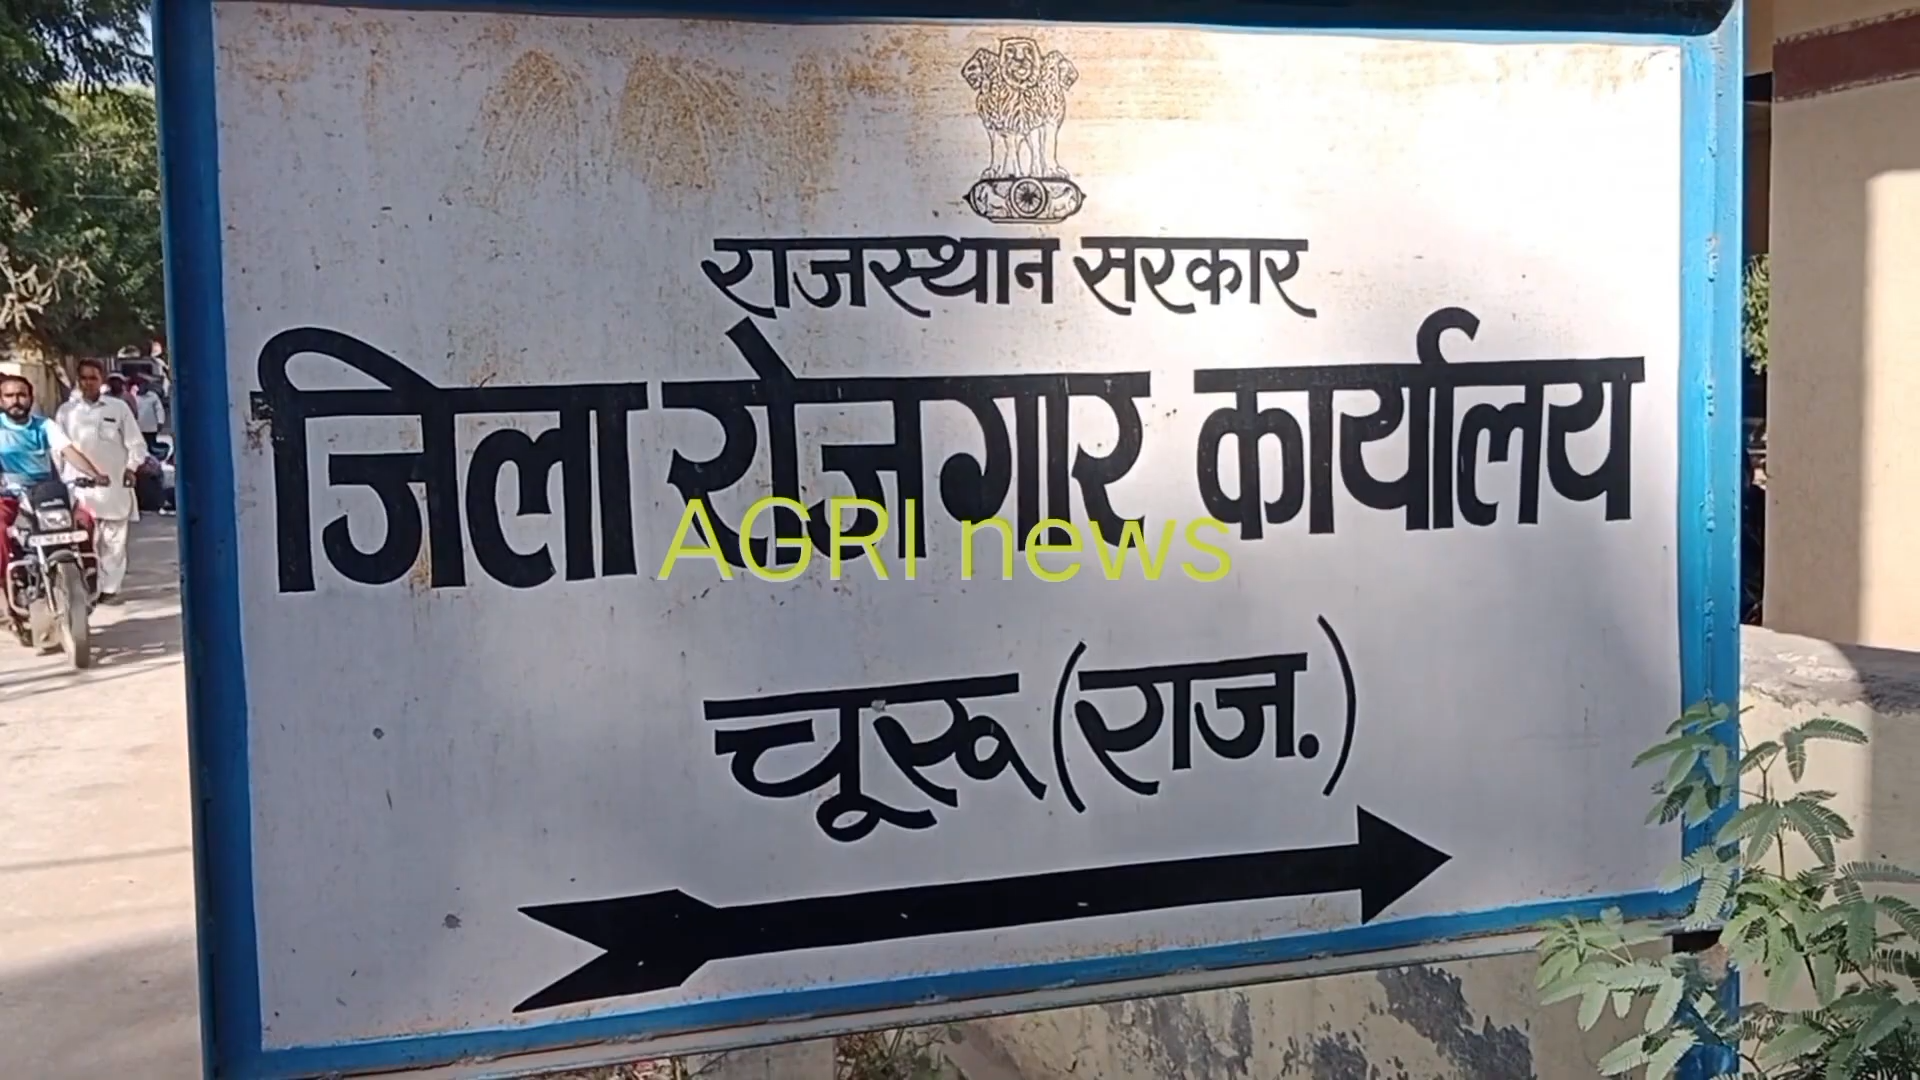 राजस्थान सरकार
जिला रोजगार कार्यालय
AGRI news
चूरू (राज.)